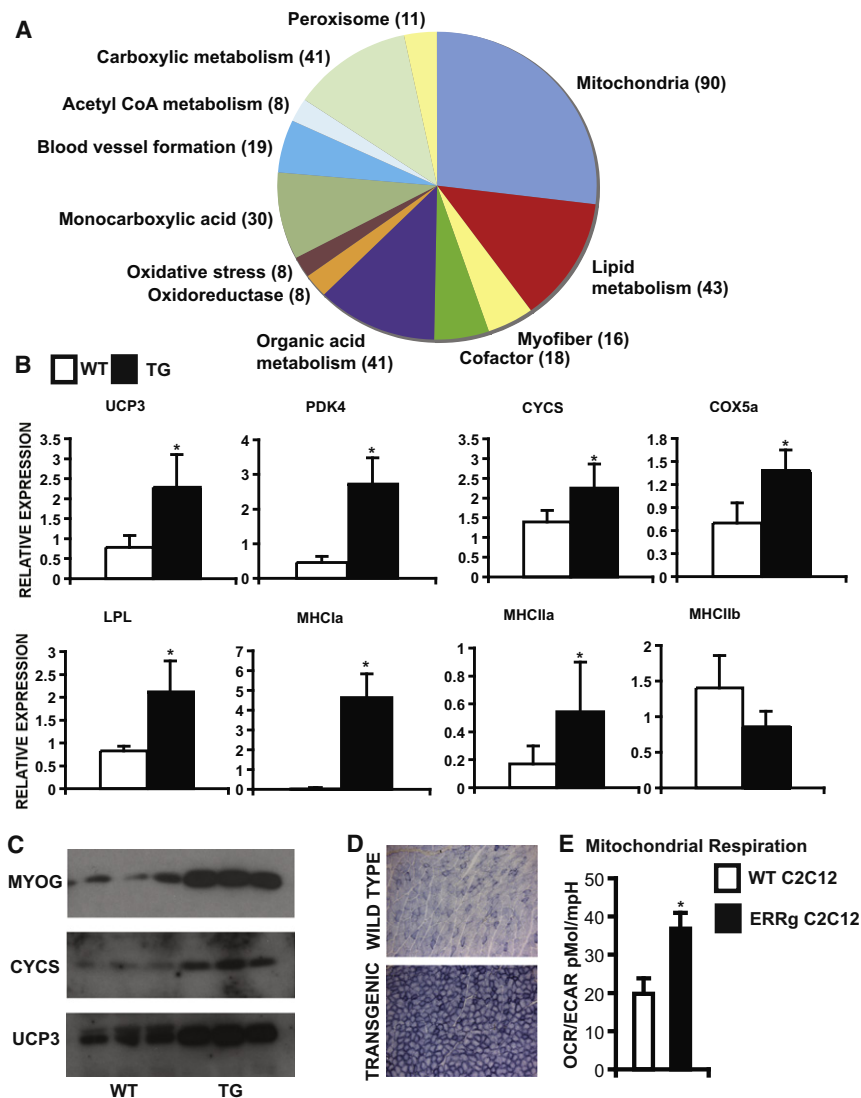 A
Peroxisome (11)
Carboxylic metabolism (41)
Acetyl CoA metabolism (8)
Blood vessel formation (19)
Monocarboxylic acid (30)
Oxidative stress (8)
Oxidoreductase (8)
Organic acid
metabolism (41)
Cofactor (18)
Myofiber (16)
Lipid
metabolism (43)
Mitochondria (90)
B
WT TG
RELATIVE EXPRESSION
UCP3
3.5
3
2.5
2
1.5
1
0.5
0
*
PDK4
4
3
2
1
0
*
CYCS
3.5
3
2.5
2
1.5
1
0.5
0
*
COX5a
1.8
1.5
1.2
0.9
0.6
0.3
0
*
RELATIVE EXPRESSION
LPL
3
2.5
2
1.5
1
0.5
0
*
MHCIa
7
6
5
4
3
2
1
0
*
MHCIIa
1
0.8
0.6
0.4
0.2
0
*
MHCIIb
2
1.5
1
0.5
0
C
MYOG
CYCS
UCP3
WT TG
D
WILD TYPE
TRANSGENIC
E Mitochondrial Respiration
OCR/ECAR pMol/mpH
50
40
30
20
10
0
*
WT C2C12
ERRg C2C12